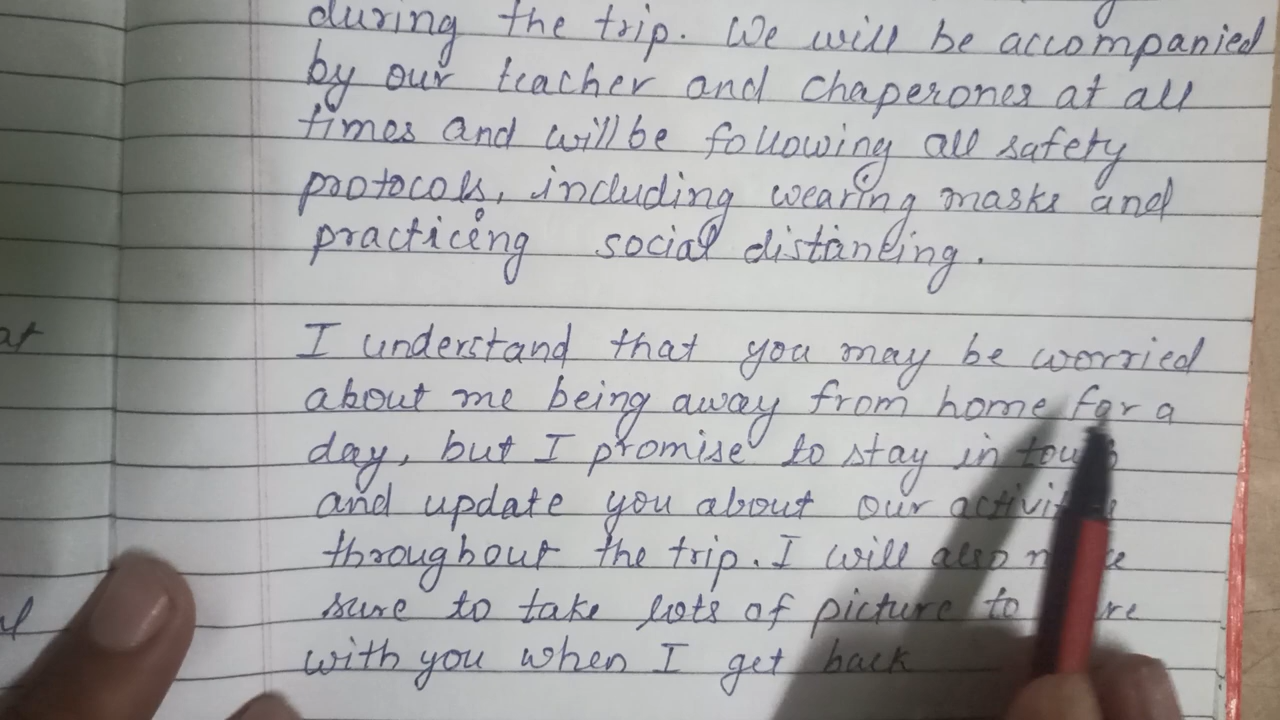 during the trip. We will be accompanied
by our teacher and chaperones at all
times and will be following all safety
protocols, including wearing masks and
practicing social distancing.
I understand that you may be worried
about me being away from home for a
day, but I promise to stay in touch
and update you about our
throughout the trip. I will also
sure to take lots of picture to
with you when I get back